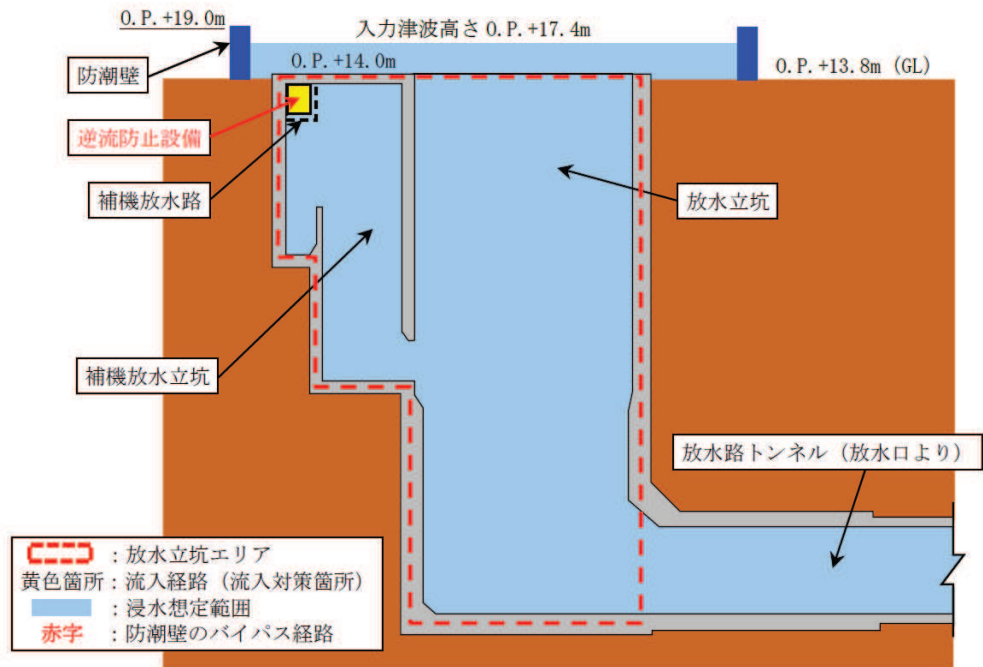 O.P.+19.0m
入力津波高さ O.P.+17.4m
防潮壁
O.P.+14.0m
O.P.+13.8m (GL)
逆流防止設備
補機放水路
放水立坑
補機放水立坑
放水路トンネル（放水口より）
：放水立坑エリア
黄色箇所：流入経路（流入対策箇所）
：浸水想定範囲
赤字：防潮壁のバイパス経路